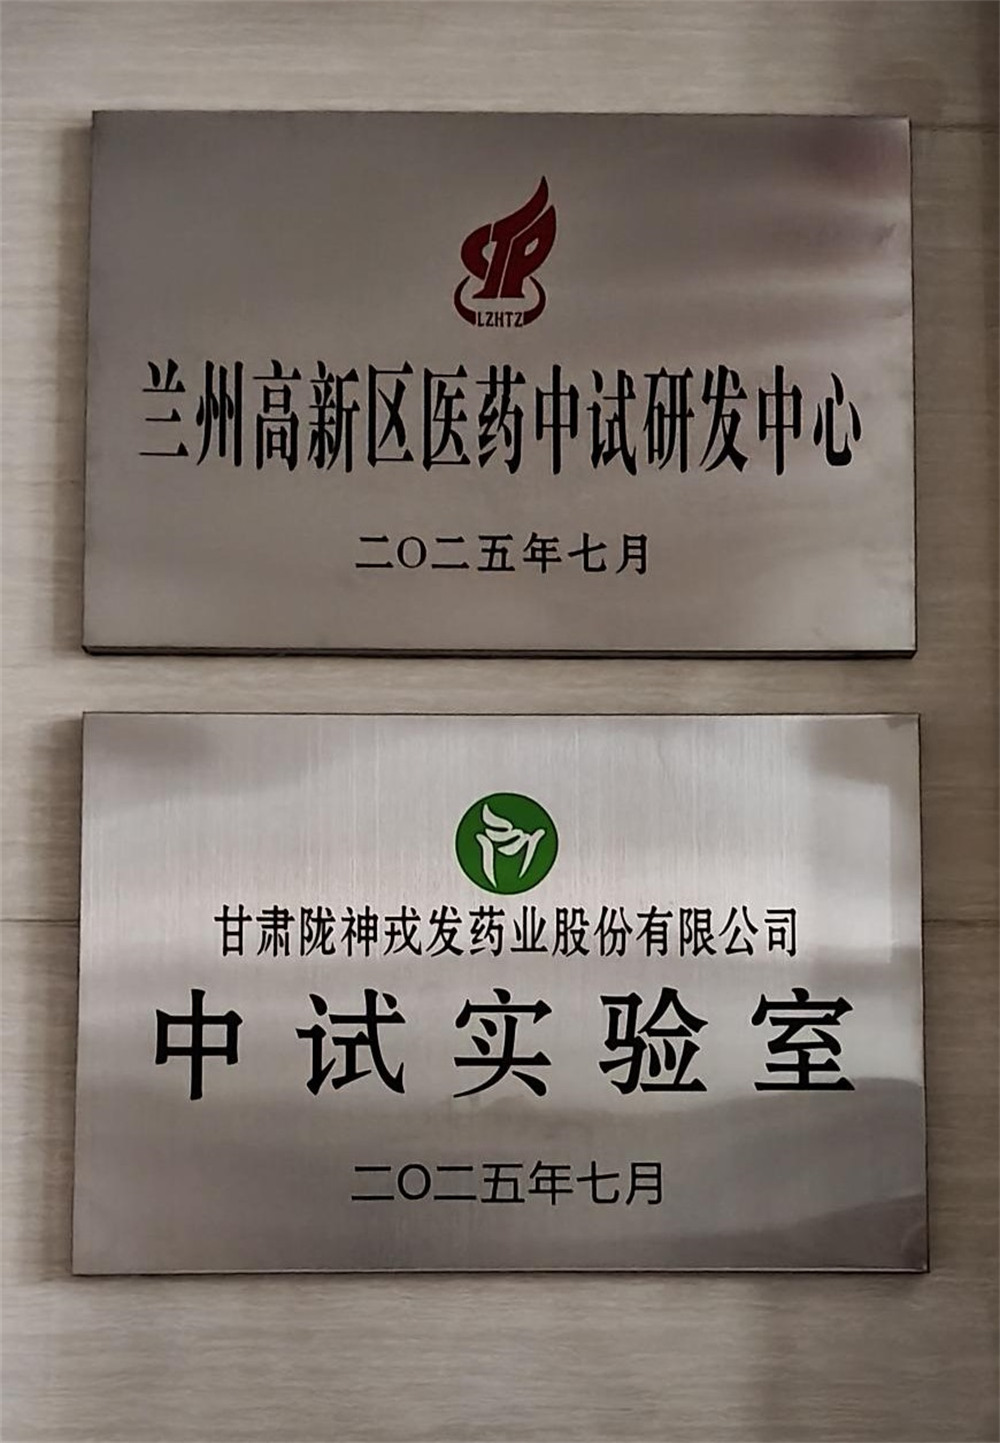 STP
LZHTZ
兰州高新区医药中试研发中心
二〇二五年七月
甘肃陇神戎发药业股份有限公司
中试实验室
二〇二五年七月